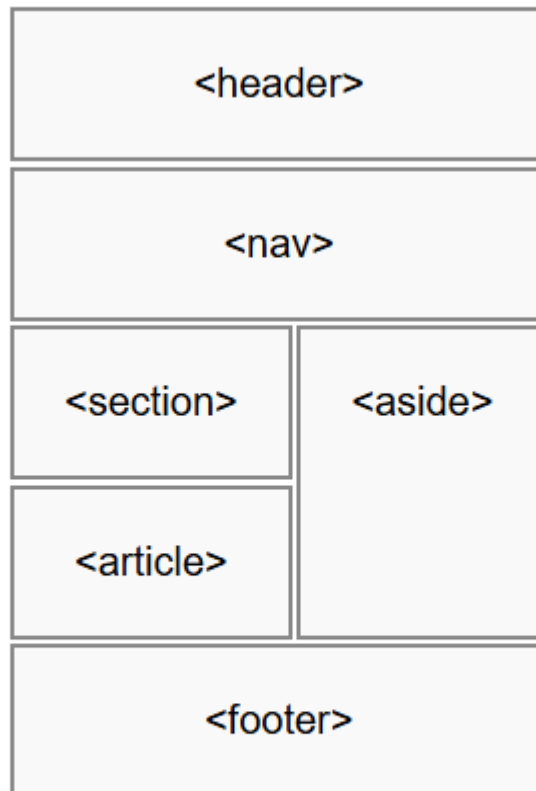 <header>
<nav>
<section>
<aside>
<article>
<footer>